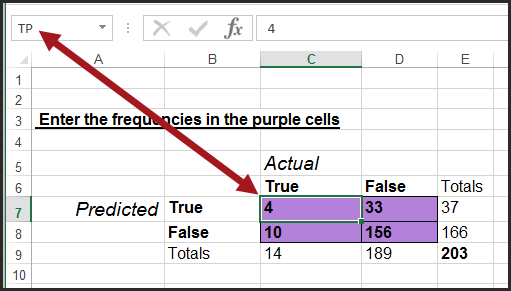 TP fx 4
A B C D E
1
2
3 Enter the frequencies in the purple cells
4
5 Actual
6 True False Totals
7 Predicted True 4 33 37
8 False 10 156 166
9 Totals 14 189 203
10